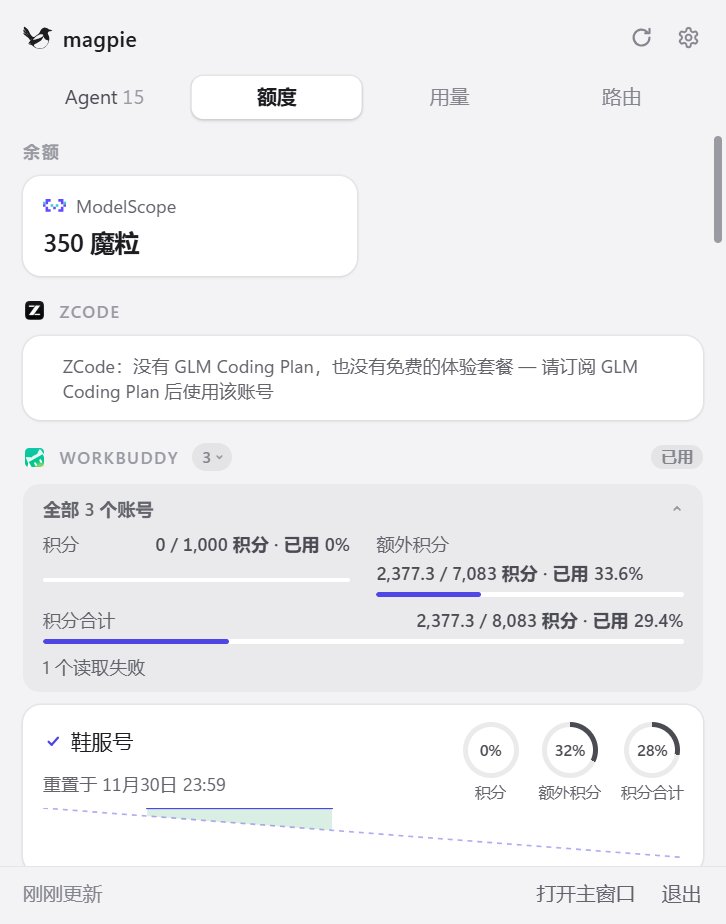 magpie
Agent 15
额度
用量
路由
余额
ModelScope
350 魔粒
ZCODE
ZCode：没有 GLM Coding Plan，也没有免费的体验套餐 — 请订阅 GLM
Coding Plan 后使用该账号
WORKBUDDY
3
已用
全部 3 个账号
积分
0 / 1,000 积分 · 已用 0%
额外积分
2,377.3 / 7,083 积分 · 已用 33.6%
积分合计
2,377.3 / 8,083 积分 · 已用 29.4%
1 个读取失败
鞋服号
0%
32%
28%
积分
额外积分
积分合计
重置于 11月30日 23:59
刚刚更新
打开主窗口
退出